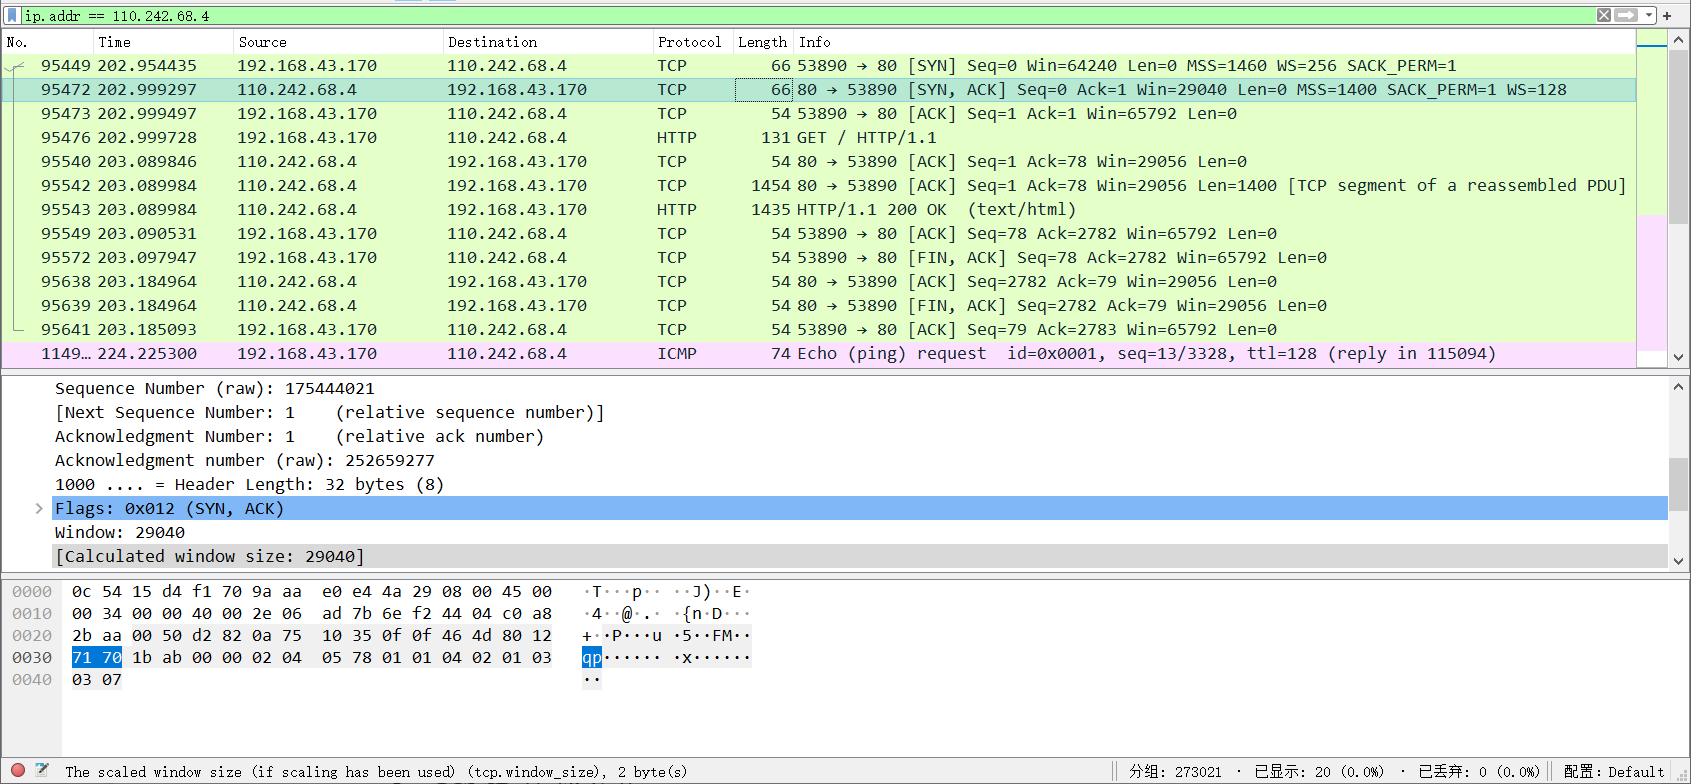 ip.addr == 110.242.68.4
No. Time Source Destination Protocol Length Info
95449 202.954435 192.168.43.170 110.242.68.4 TCP 66 53890 → 80 [SYN] Seq=0 Win=64240 Len=0 MSS=1460 WS=256 SACK_PERM=1
95472 202.999297 110.242.68.4 192.168.43.170 TCP 66 80 → 53890 [SYN, ACK] Seq=0 Ack=1 Win=29040 Len=0 MSS=1400 SACK_PERM=1 WS=128
95473 202.999497 192.168.43.170 110.242.68.4 TCP 54 53890 → 80 [ACK] Seq=1 Ack=1 Win=65792 Len=0
95476 202.999728 192.168.43.170 110.242.68.4 HTTP 131 GET / HTTP/1.1
95540 203.089846 110.242.68.4 192.168.43.170 TCP 54 80 → 53890 [ACK] Seq=1 Ack=78 Win=29056 Len=0
95542 203.089984 110.242.68.4 192.168.43.170 TCP 1454 80 → 53890 [ACK] Seq=1 Ack=78 Win=29056 Len=1400 [TCP segment of a reassembled PDU]
95543 203.089984 110.242.68.4 192.168.43.170 HTTP 1435 HTTP/1.1 200 OK (text/html)
95549 203.090531 192.168.43.170 110.242.68.4 TCP 54 53890 → 80 [ACK] Seq=78 Ack=2782 Win=65792 Len=0
95572 203.097947 192.168.43.170 110.242.68.4 TCP 54 53890 → 80 [FIN, ACK] Seq=78 Ack=2782 Win=65792 Len=0
95638 203.184964 110.242.68.4 192.168.43.170 TCP 54 80 → 53890 [ACK] Seq=2782 Ack=79 Win=29056 Len=0
95639 203.184964 110.242.68.4 192.168.43.170 TCP 54 80 → 53890 [FIN, ACK] Seq=2782 Ack=79 Win=29056 Len=0
95641 203.185093 192.168.43.170 110.242.68.4 TCP 54 53890 → 80 [ACK] Seq=79 Ack=2783 Win=65792 Len=0
1149… 224.225300 192.168.43.170 110.242.68.4 ICMP 74 Echo (ping) request id=0x0001, seq=13/3328, ttl=128 (reply in 115094)
Sequence Number (raw): 175444021
[Next Sequence Number: 1 (relative sequence number)]
Acknowledgment Number: 1 (relative ack number)
Acknowledgment number (raw): 252659277
1000 .... = Header Length: 32 bytes (8)
Flags: 0x012 (SYN, ACK)
Window: 29040
[Calculated window size: 29040]
0000 0c 54 15 d4 f1 70 9a aa e0 e4 4a 29 08 00 45 00 ·T···p·· ··J)··E·
0010 00 34 00 00 40 00 2e 06 ad 7b 6e f2 44 04 c0 a8 ·4··@·.· ·{n·D···
0020 2b aa 00 50 d2 82 0a 75 10 35 0f 0f 46 4d 80 12 +··P···u ·5··FM··
0030 71 70 1b ab 00 00 02 04 05 78 01 01 04 02 01 03 qp······ ·x······
0040 03 07 ··
The scaled window size (if scaling has been used) (tcp.window_size), 2 byte(s) 分组: 273021 · 已显示: 20 (0.0%) · 已丢弃: 0 (0.0%) 配置: Default